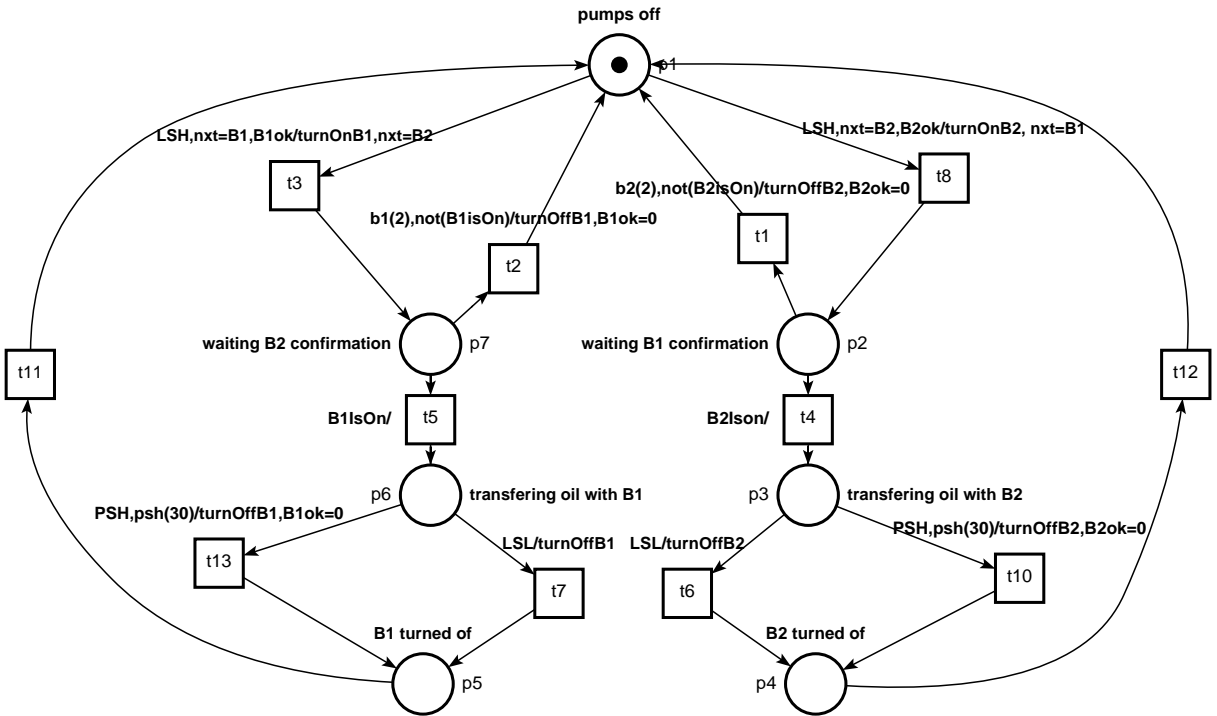 pumps off
p1
LSH,nxt=B1,B1ok/turnOnB1,nxt=B2
LSH,nxt=B2,B2ok/turnOnB2, nxt=B1
t3
t8
b2(2),not(B2isOn)/turnOffB2,B2ok=0
b1(2),not(B1isOn)/turnOffB1,B1ok=0
t1
t2
waiting B2 confirmation
p7
waiting B1 confirmation
p2
t11
t12
B1IsOn/
t5
B2Ison/
t4
p6
transfering oil with B1
p3
transfering oil with B2
PSH,psh(30)/turnOffB1,B1ok=0
PSH,psh(30)/turnOffB2,B2ok=0
LSL/turnOffB1
LSL/turnOffB2
t13
t7
t6
t10
B1 turned of
B2 turned of
p5
p4